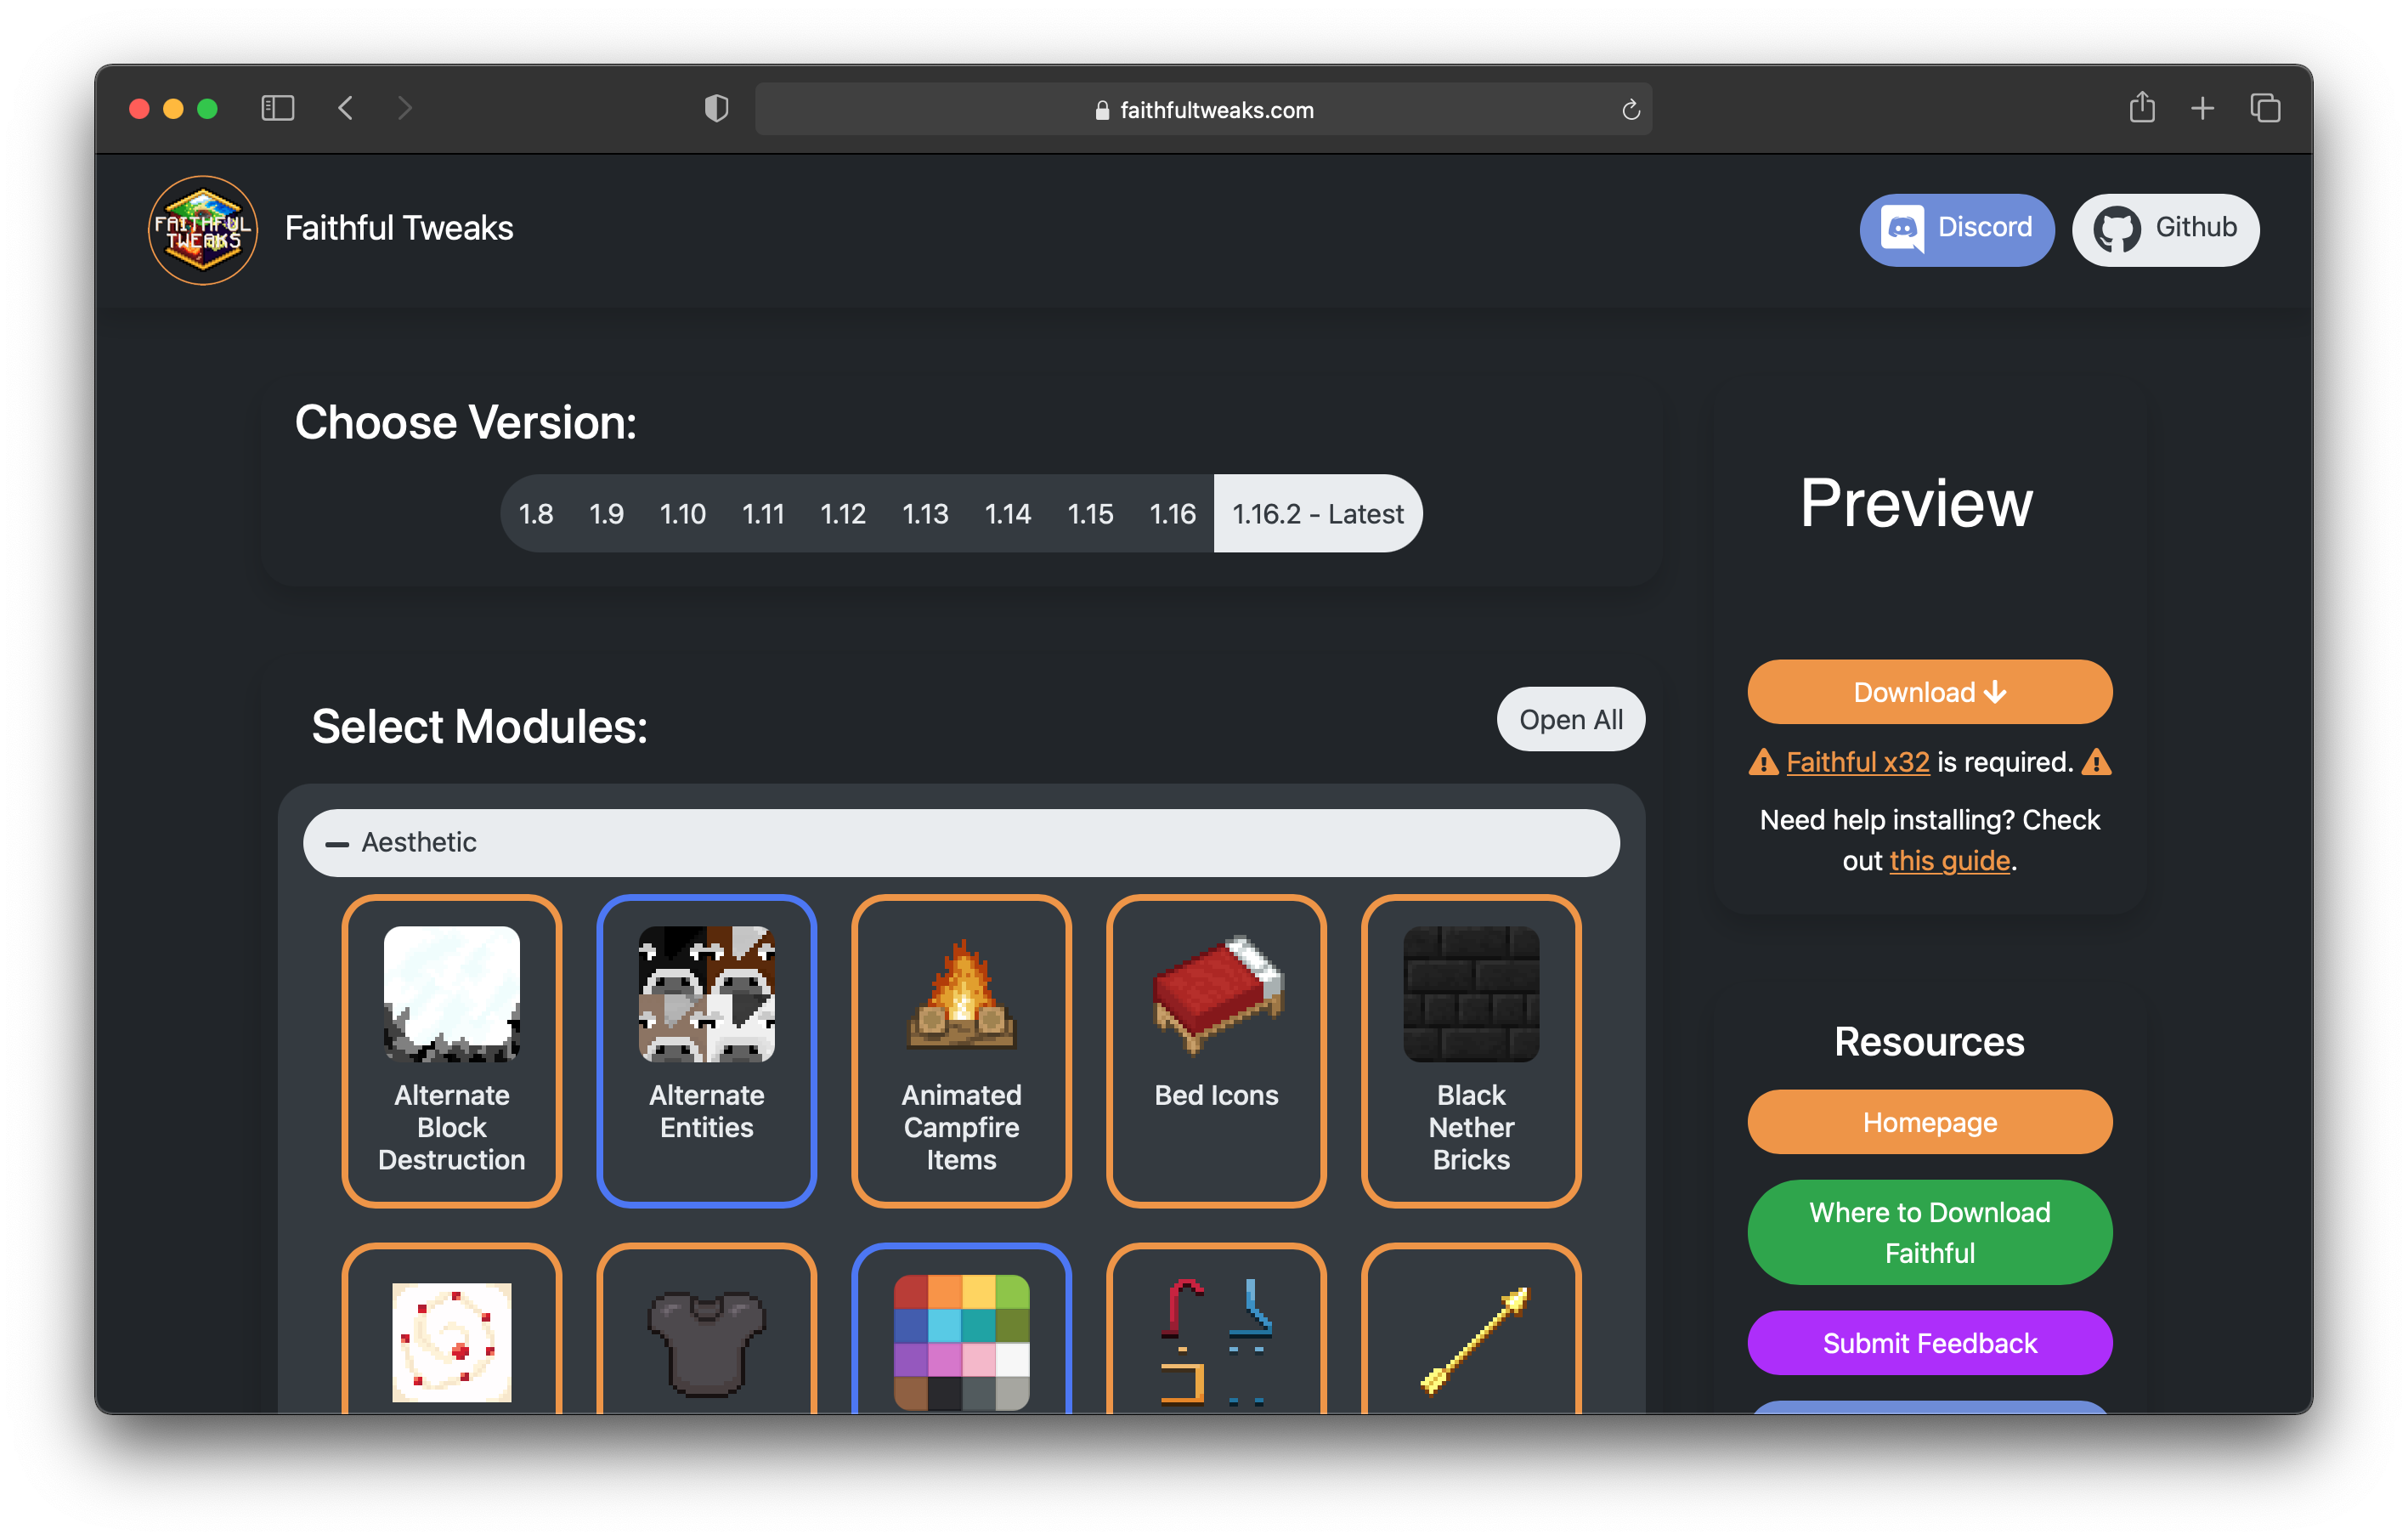 faithfultweaks.com
FAITHFUL
TWEAKS
Faithful Tweaks
Discord
Github
Choose Version:
1.8 1.9 1.10 1.11 1.12 1.13 1.14 1.15 1.16 1.16.2 - Latest
Select Modules:
Open All
Aesthetic
Alternate
Block
Destruction
Alternate
Entities
Animated
Campfire
Items
Bed Icons
Black
Nether
Bricks
Preview
Download
Faithful x32 is required.
Need help installing? Check
out this guide.
Resources
Homepage
Where to Download
Faithful
Submit Feedback